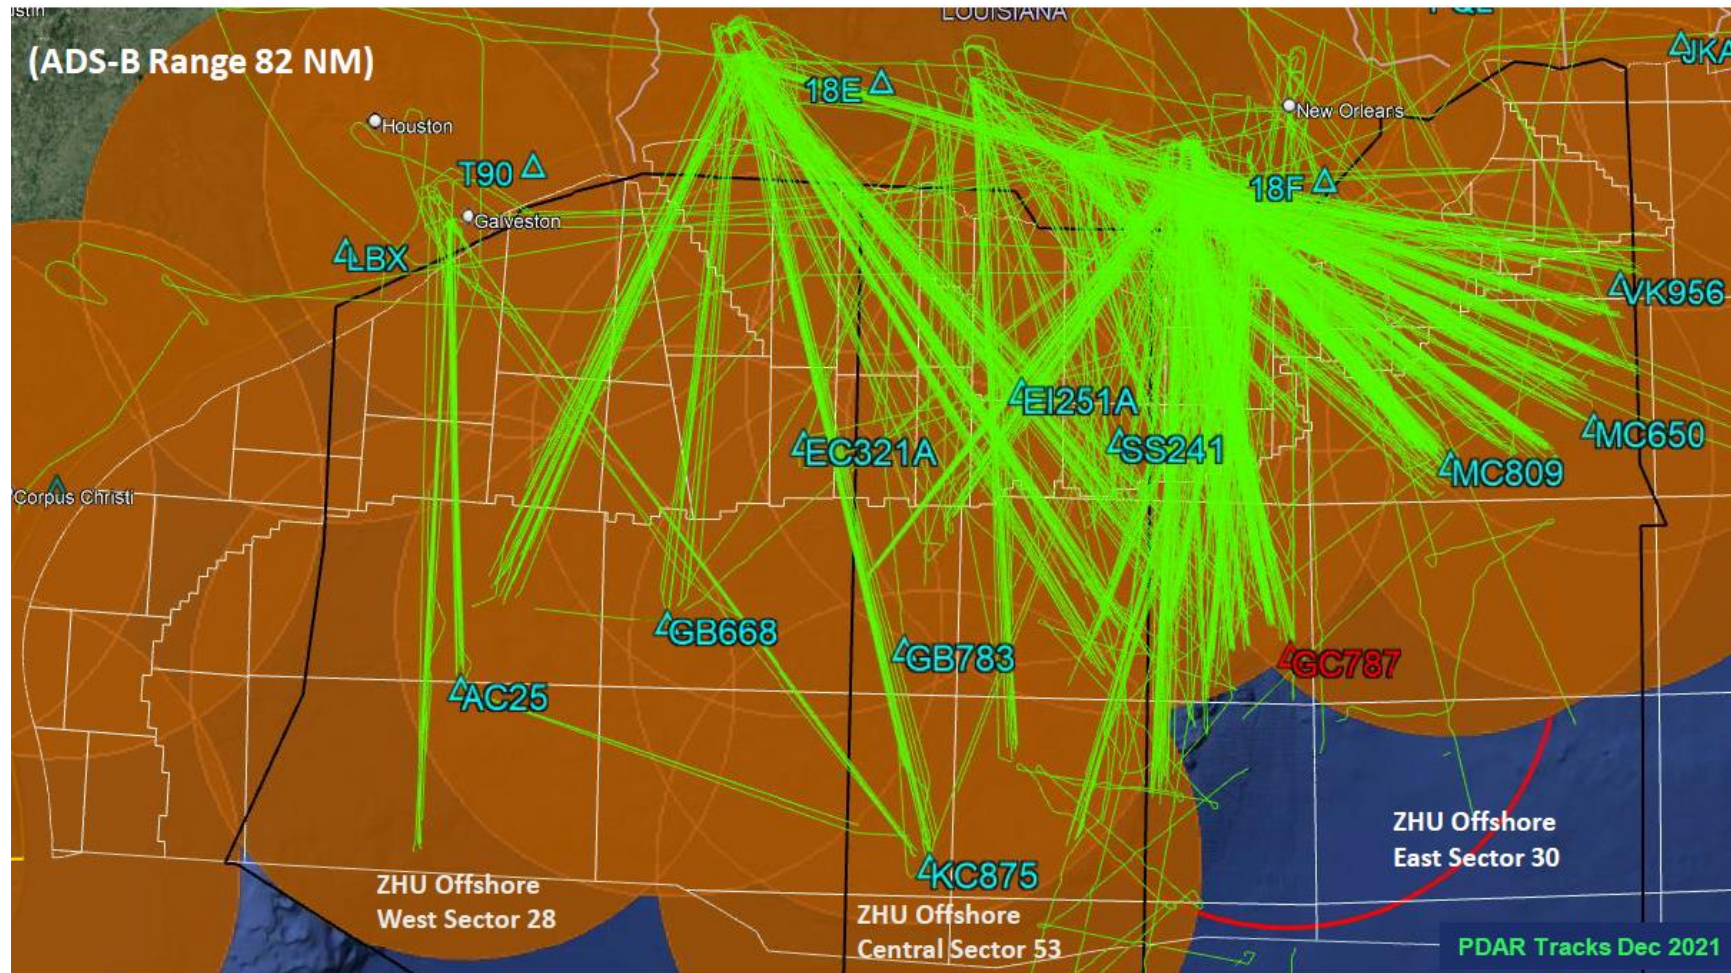 LOUISIANA
(ADS-B Range 82 NM)
JKA
18E
Houston
New Orleans
T90
18F
Galveston
LBX
VK956
EI251A
MC650
EC321A
SS241
MC809
Corpus Christi
GB668
GB783
GC787
AC25
KC875
ZHU Offshore
East Sector 30
ZHU Offshore
West Sector 28
ZHU Offshore
Central Sector 53
PDAR Tracks Dec 2021